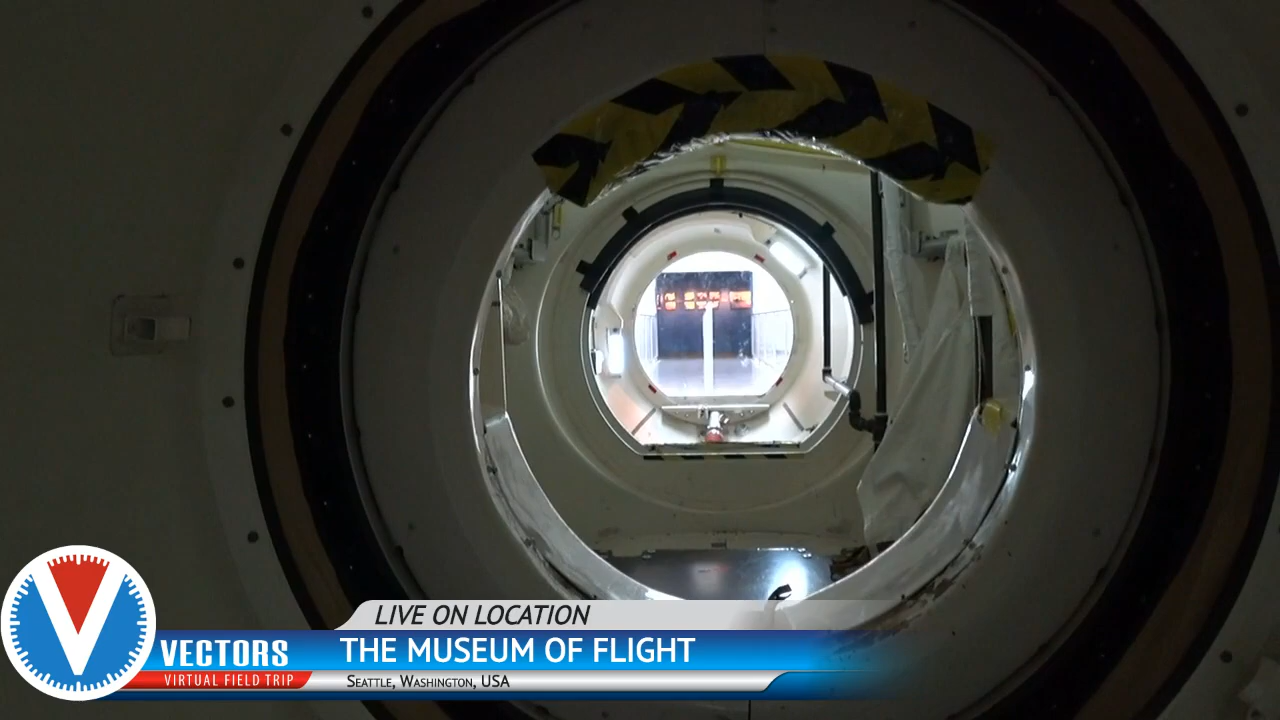 LIVE ON LOCATION
THE MUSEUM OF FLIGHT
VECTORS
VIRTUAL FIELD TRIP
Seattle, Washington, USA